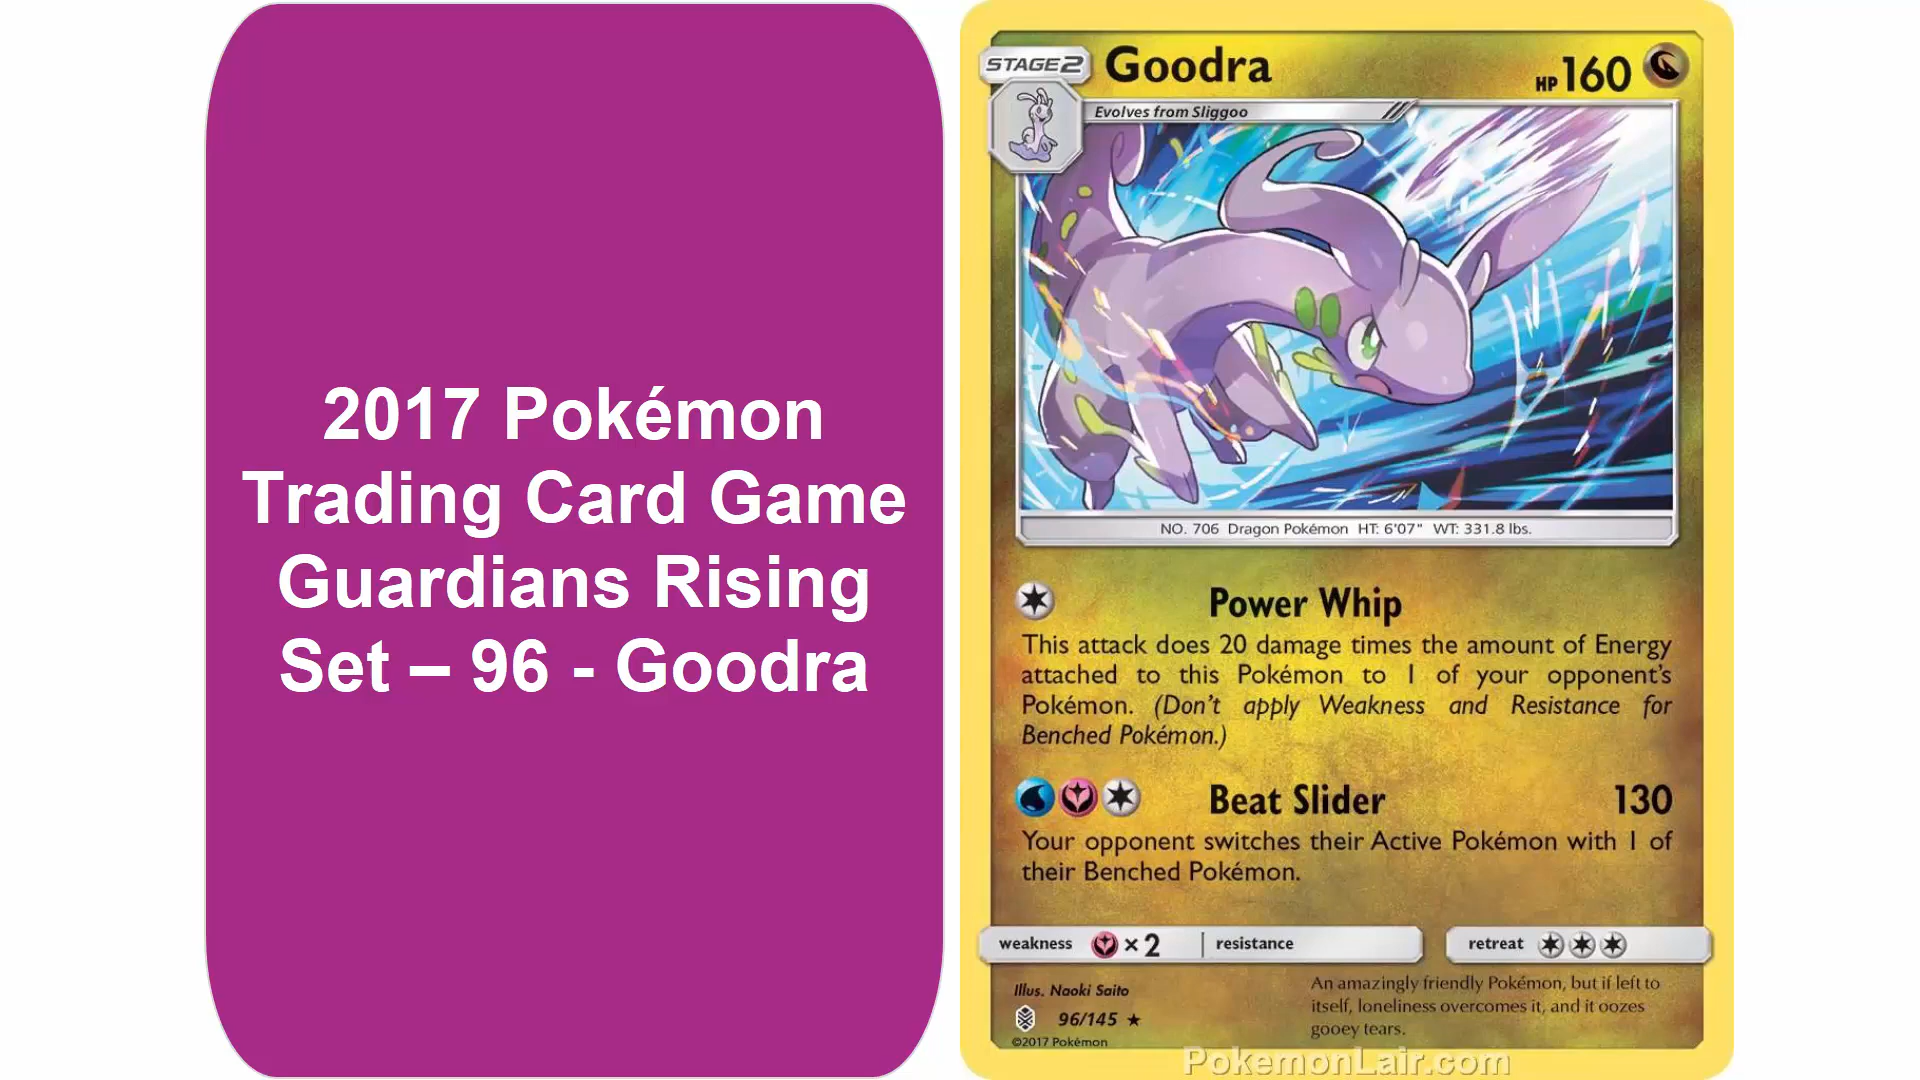 2017 Pokémon
Trading Card Game
Guardians Rising
Set – 96 - Goodra
STAGE2 Goodra HP 160
Evolves from Sliggoo
NO. 706 Dragon Pokémon HT: 6'07" WT: 331.8 lbs.
Power Whip
This attack does 20 damage times the amount of Energy
attached to this Pokémon to 1 of your opponent's
Pokémon. (Don't apply Weakness and Resistance for
Benched Pokémon.)
Beat Slider 130
Your opponent switches their Active Pokémon with 1 of
their Benched Pokémon.
weakness ×2 resistance retreat
Illus. Naoki Saito
96/145 ★
©2017 Pokémon
An amazingly friendly Pokémon, but if left to
itself, loneliness overcomes it, and it oozes
gooey tears.
PokemonLair.com